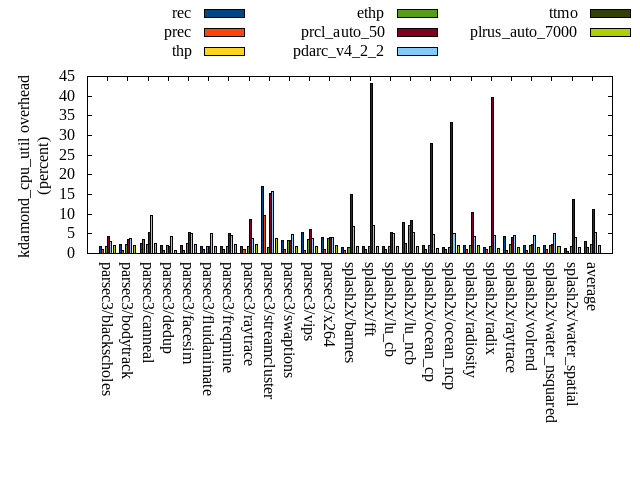 rec ethp ttmo
prec prcl_auto_50 plrus_auto_7000
thp pdarc_v4_2_2
kdamond_cpu_util overhead
(percent)
45
40
35
30
25
20
15
10
5
0
parsec3/blackscholes
parsec3/bodytrack
parsec3/canneal
parsec3/dedup
parsec3/facesim
parsec3/fluidanimate
parsec3/freqmine
parsec3/raytrace
parsec3/streamcluster
parsec3/swaptions
parsec3/vips
parsec3/x264
splash2x/barnes
splash2x/fft
splash2x/lu_cb
splash2x/lu_ncb
splash2x/ocean_cp
splash2x/ocean_ncp
splash2x/radiosity
splash2x/radix
splash2x/raytrace
splash2x/volrend
splash2x/water_nsquared
splash2x/water_spatial
average